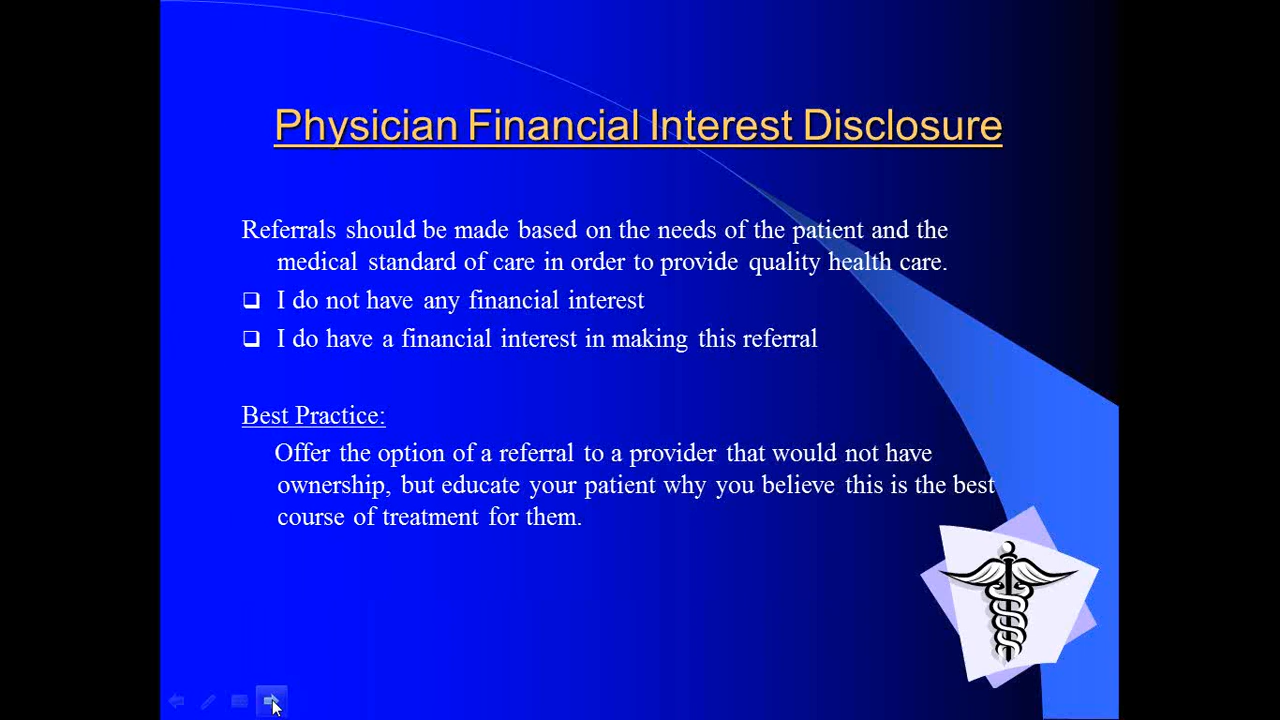 Physician Financial Interest Disclosure
Referrals should be made based on the needs of the patient and the
medical standard of care in order to provide quality health care.
I do not have any financial interest
I do have a financial interest in making this referral
Best Practice:
Offer the option of a referral to a provider that would not have
ownership, but educate your patient why you believe this is the best
course of treatment for them.